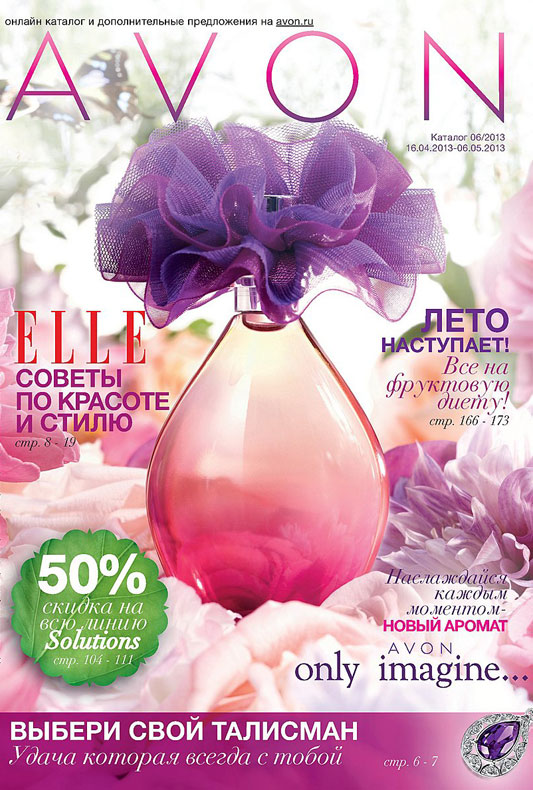 онлайн каталог и дополнительные предложения на avon.ru
AVON
Каталог 06/2013
16.04.2013-06.05.2013
ELLE
СОВЕТЫ
ПО КРАСОТЕ
И СТИЛЮ
стр. 8 - 19
ЛЕТО
НАСТУПАЕТ!
Все на
фруктовую
диету!
стр. 166 - 173
50%
скидка на
всю линию
Solutions
стр. 104 - 111
Наслаждайся
каждым
моментом-
НОВЫЙ АРОМАТ
AVON
only imagine...
ВЫБЕРИ СВОЙ ТАЛИСМАН
Удача которая всегда с тобой
стр. 6 - 7